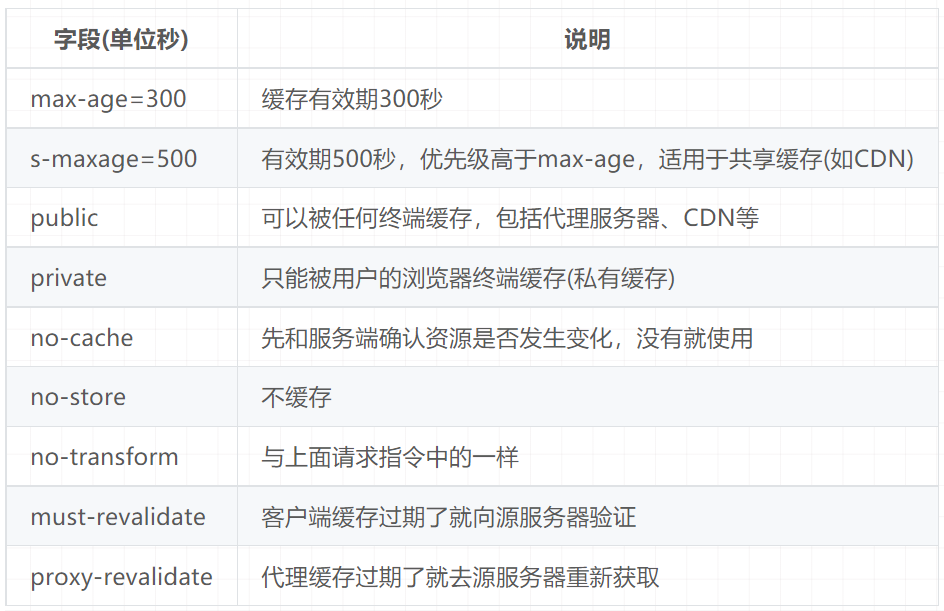 字段(单位秒) 说明
max-age=300 缓存有效期300秒
s-maxage=500 有效期500秒，优先级高于max-age，适用于共享缓存(如CDN)
public 可以被任何终端缓存，包括代理服务器、CDN等
private 只能被用户的浏览器终端缓存(私有缓存)
no-cache 先和服务端确认资源是否发生变化，没有就使用
no-store 不缓存
no-transform 与上面请求指令中的一样
must-revalidate 客户端缓存过期了就向源服务器验证
proxy-revalidate 代理缓存过期了就去源服务器重新获取